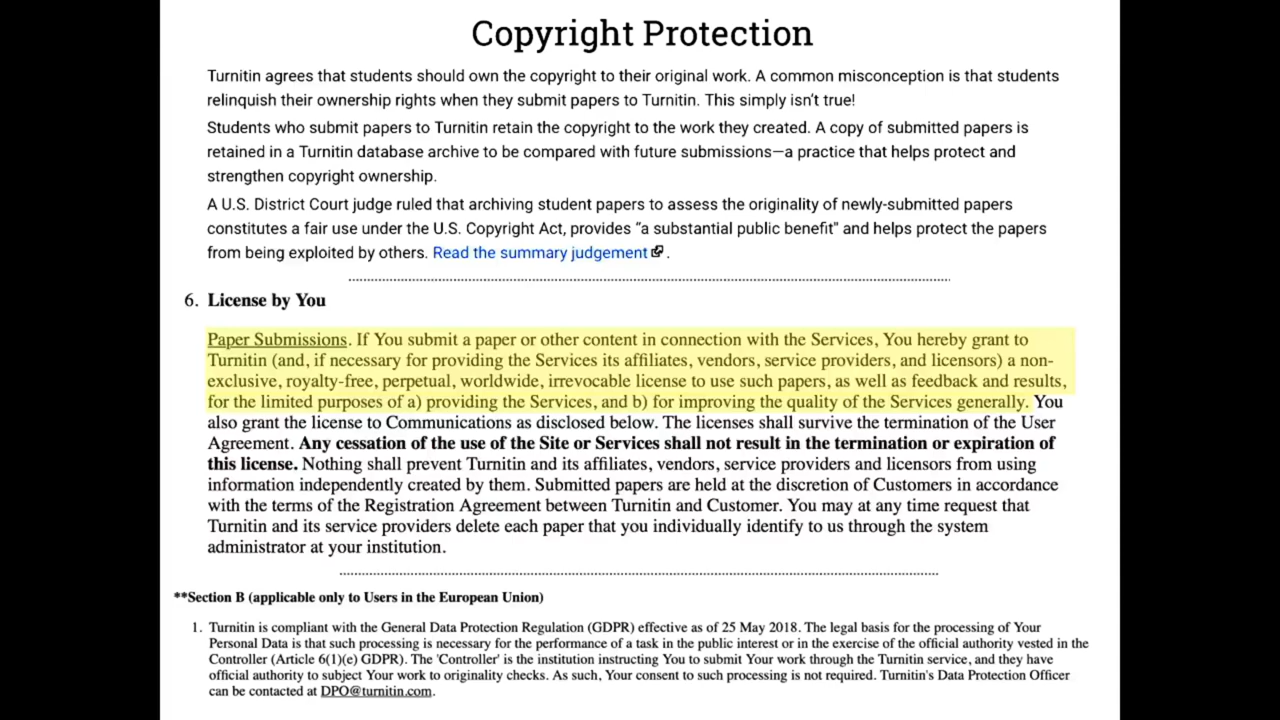 Copyright Protection
Turnitin agrees that students should own the copyright to their original work. A common misconception is that students
relinquish their ownership rights when they submit papers to Turnitin. This simply isn't true!
Students who submit papers to Turnitin retain the copyright to the work they created. A copy of submitted papers is
retained in a Turnitin database archive to be compared with future submissions—a practice that helps protect and
strengthen copyright ownership.
A U.S. District Court judge ruled that archiving student papers to assess the originality of newly-submitted papers
constitutes a fair use under the U.S. Copyright Act, provides “a substantial public benefit” and helps protect the papers
from being exploited by others. Read the summary judgement.
6. License by You
Paper Submissions. If You submit a paper or other content in connection with the Services, You hereby grant to
Turnitin (and, if necessary for providing the Services its affiliates, vendors, service providers, and licensors) a non-
exclusive, royalty-free, perpetual, worldwide, irrevocable license to use such papers, as well as feedback and results,
for the limited purposes of a) providing the Services, and b) for improving the quality of the Services generally. You
also grant the license to Communications as disclosed below. The licenses shall survive the termination of the User
Agreement. Any cessation of the use of the Site or Services shall not result in the termination or expiration of
this license. Nothing shall prevent Turnitin and its affiliates, vendors, service providers and licensors from using
information independently created by them. Submitted papers are held at the discretion of Customers in accordance
with the terms of the Registration Agreement between Turnitin and Customer. You may at any time request that
Turnitin and its service providers delete each paper that you individually identify to us through the system
administrator at your institution.
**Section B (applicable only to Users in the European Union)
1. Turnitin is compliant with the General Data Protection Regulation (GDPR) effective as of 25 May 2018. The legal basis for the processing of Your
Personal Data is that such processing is necessary for the performance of a task in the public interest or in the exercise of the official authority vested in the
Controller (Article 6(1)(e) GDPR). The 'Controller' is the institution instructing You to submit Your work through the Turnitin service, and they have
official authority to subject Your work to originality checks. As such, Your consent to such processing is not required. Turnitin's Data Protection Officer
can be contacted at DPO@turnitin.com.